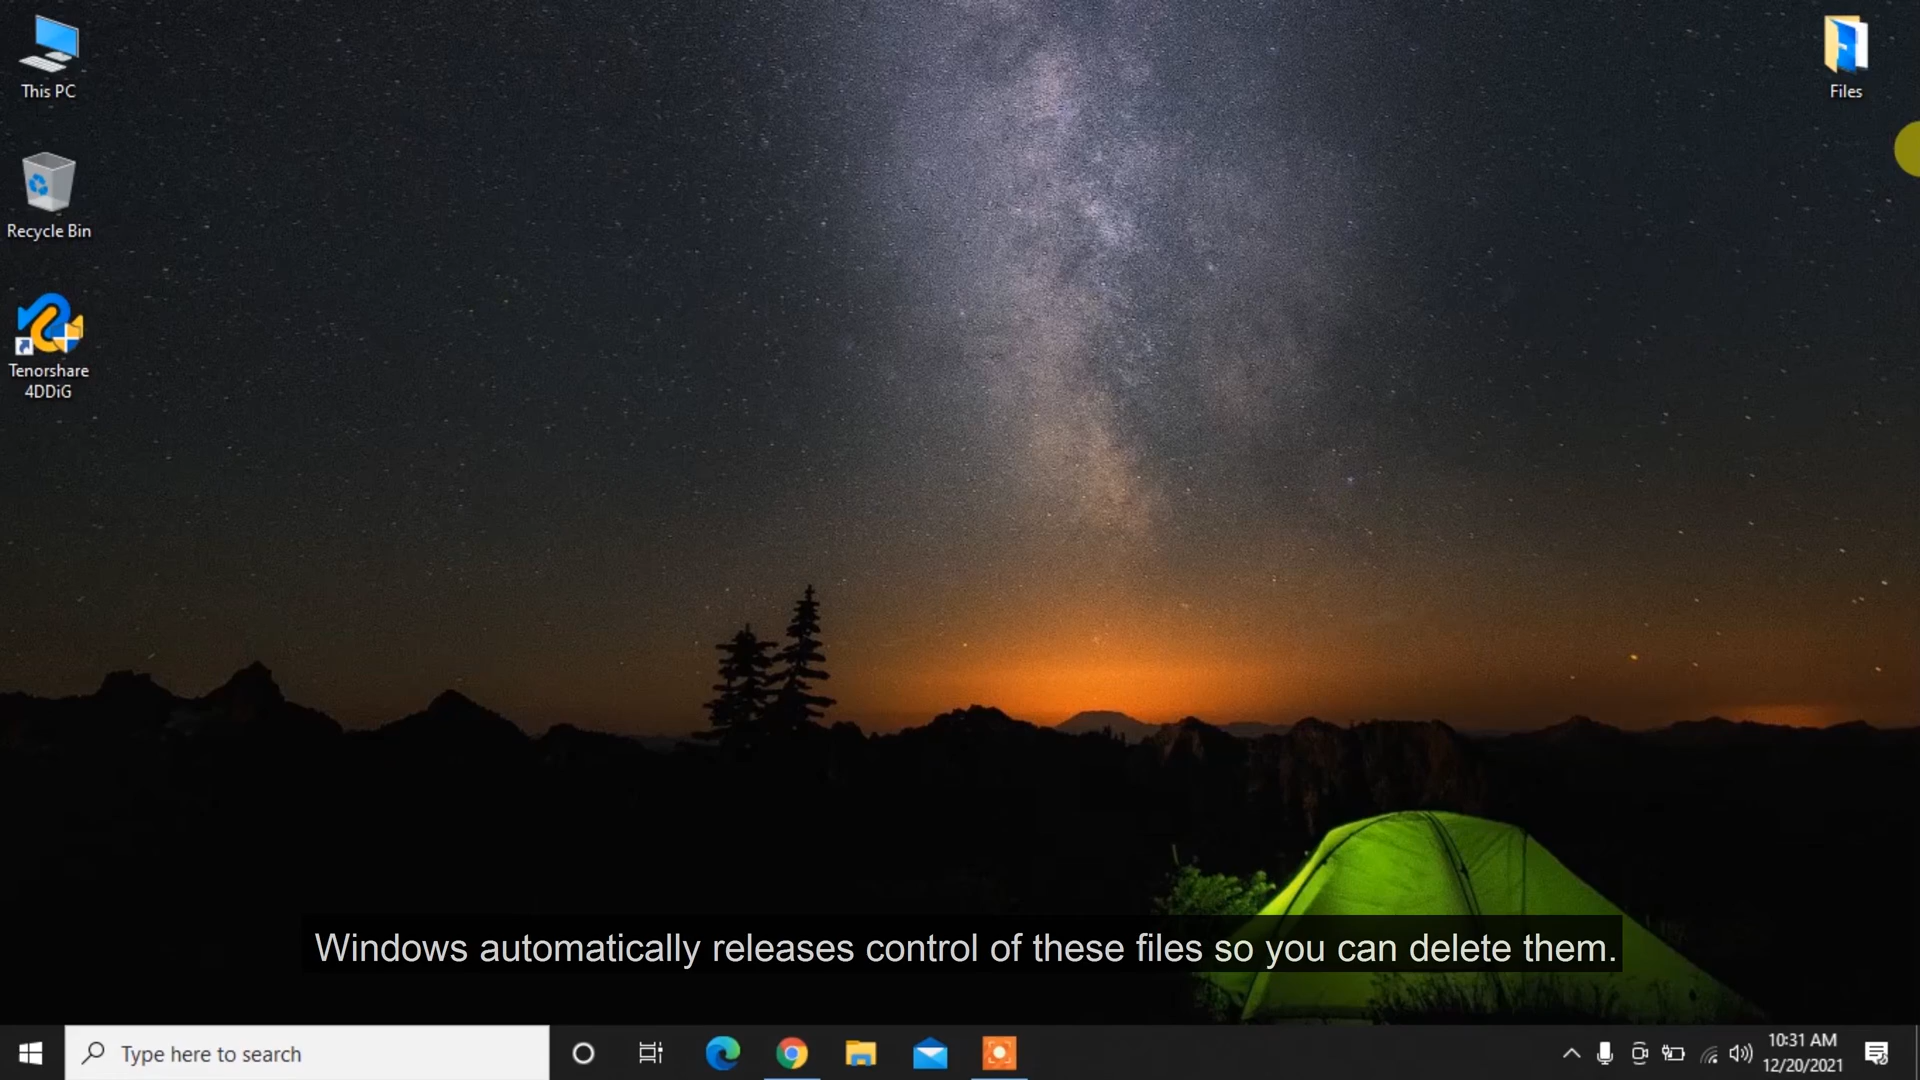 This PC
Files
Recycle Bin
Tenorshare
4DDiG
Windows automatically releases control of these files so you can delete them.
Type here to search
10:31 AM
12/20/2021